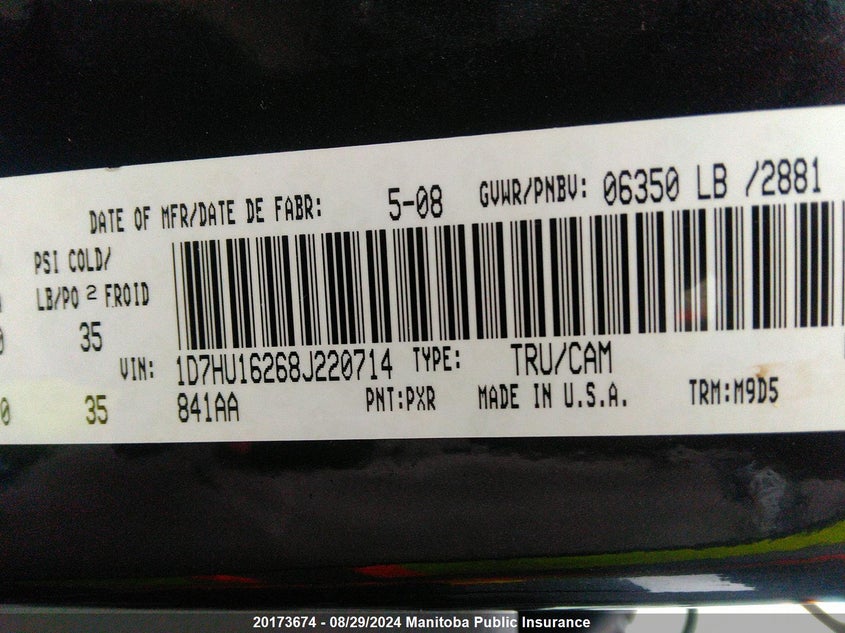 DATE OF MFR/DATE DE FABR: 5-08 GVWR/PNBV: 06350 LB /2881
PSI COLD/
LB/PO 2 FROID
35
VIN: 1D7HU16268J220714 TYPE: TRU/CAM
0 35 841AA PNT:PXR MADE IN U.S.A. TRM:M9D5
20173674 - 08/29/2024 Manitoba Public Insurance